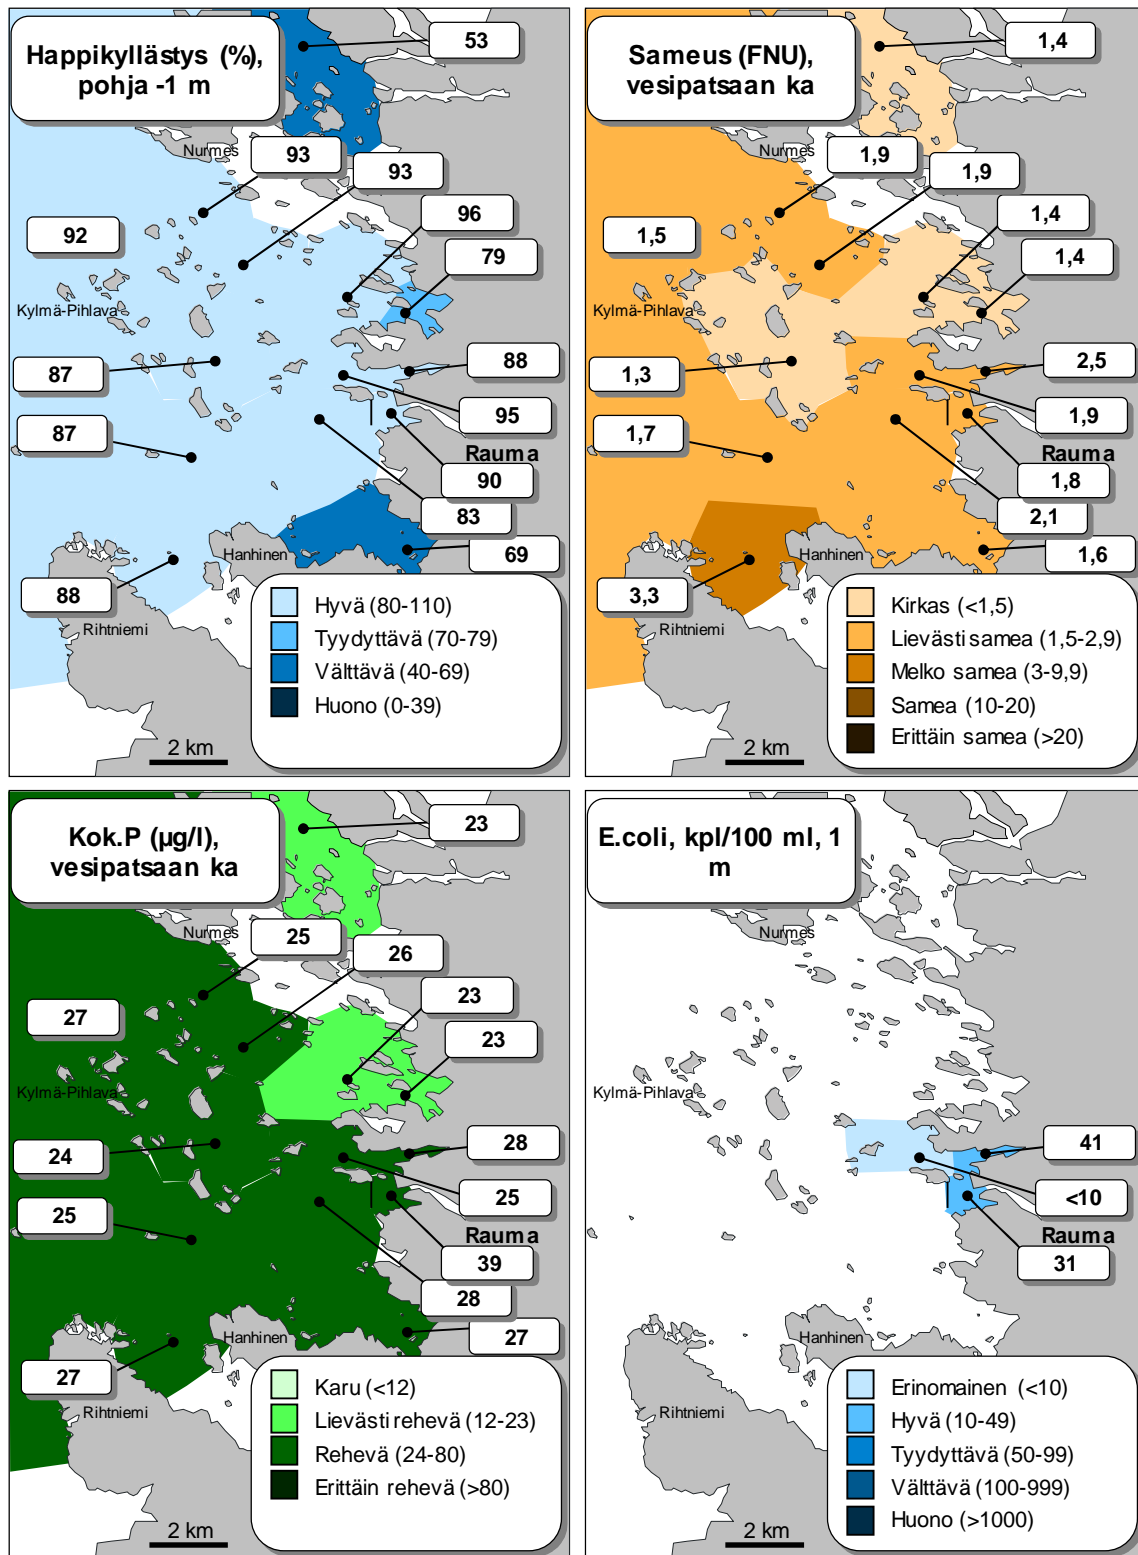 Happikyllästys (%),
pohja -1 m
53
Nurmes
93
93
96
92
79
Kylmä-Pihlava
87
88
95
87
Rauma
90
83
Hanhinen
69
88
Rihtniemi
Hyvä (80-110)
Tyydyttävä (70-79)
Välttävä (40-69)
Huono (0-39)
2 km
Sameus (FNU),
vesipatsaan ka
1,4
Nurmes
1,9
1,9
1,4
1,5
1,4
Kylmä-Pihlava
1,3
2,5
1,9
1,7
Rauma
1,8
2,1
Hanhinen
1,6
3,3
Rihtniemi
Kirkas (<1,5)
Lievästi samea (1,5-2,9)
Melko samea (3-9,9)
Samea (10-20)
Erittäin samea (>20)
2 km
Kok.P (µg/l),
vesipatsaan ka
23
Nurmes
25
26
23
27
23
Kylmä-Pihlava
24
28
25
25
Rauma
39
28
Hanhinen
27
27
Rihtniemi
Karu (<12)
Lievästi rehevä (12-23)
Rehevä (24-80)
Erittäin rehevä (>80)
2 km
E.coli, kpl/100 ml, 1
m
Nurmes
Kylmä-Pihlava
41
<10
Rauma
31
Hanhinen
Rihtniemi
Erinomainen (<10)
Hyvä (10-49)
Tyydyttävä (50-99)
Välttävä (100-999)
Huono (>1000)
2 km